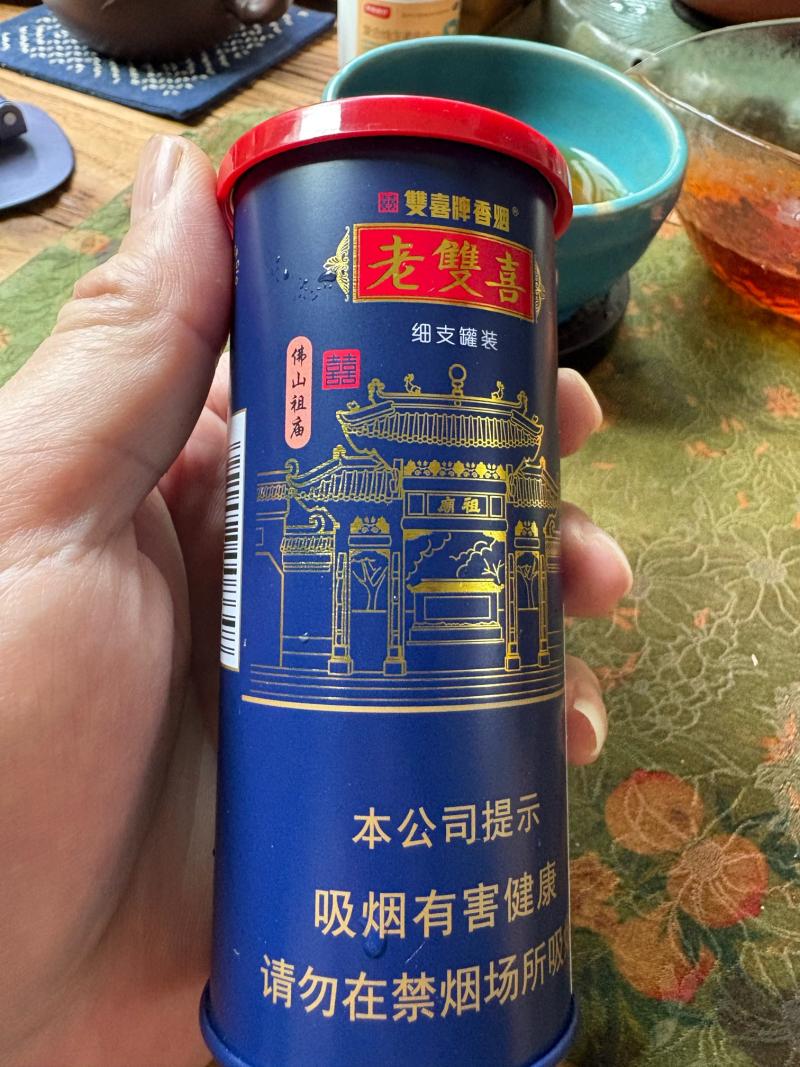 雙喜牌香烟®
老雙喜
细支罐装
囍
佛山祖庙
廟祖
本公司提示
吸烟有害健康
请勿在禁烟场所吸